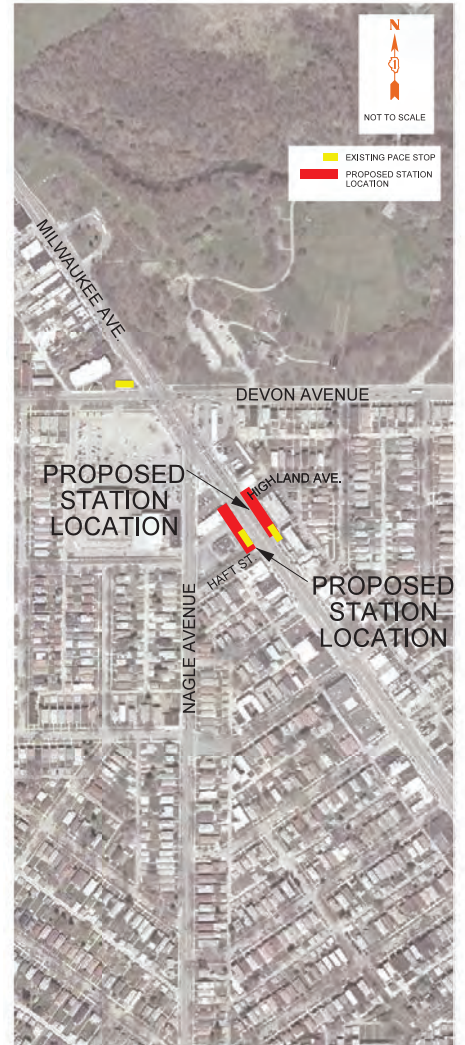 N
NOT TO SCALE
EXISTING PACE STOP
PROPOSED STATION
LOCATION
MILWAUKEE AVE.
DEVON AVENUE
PROPOSED
STATION
LOCATION
HIGHLAND AVE.
HAFT ST
PROPOSED
STATION
LOCATION
NAGLE AVENUE